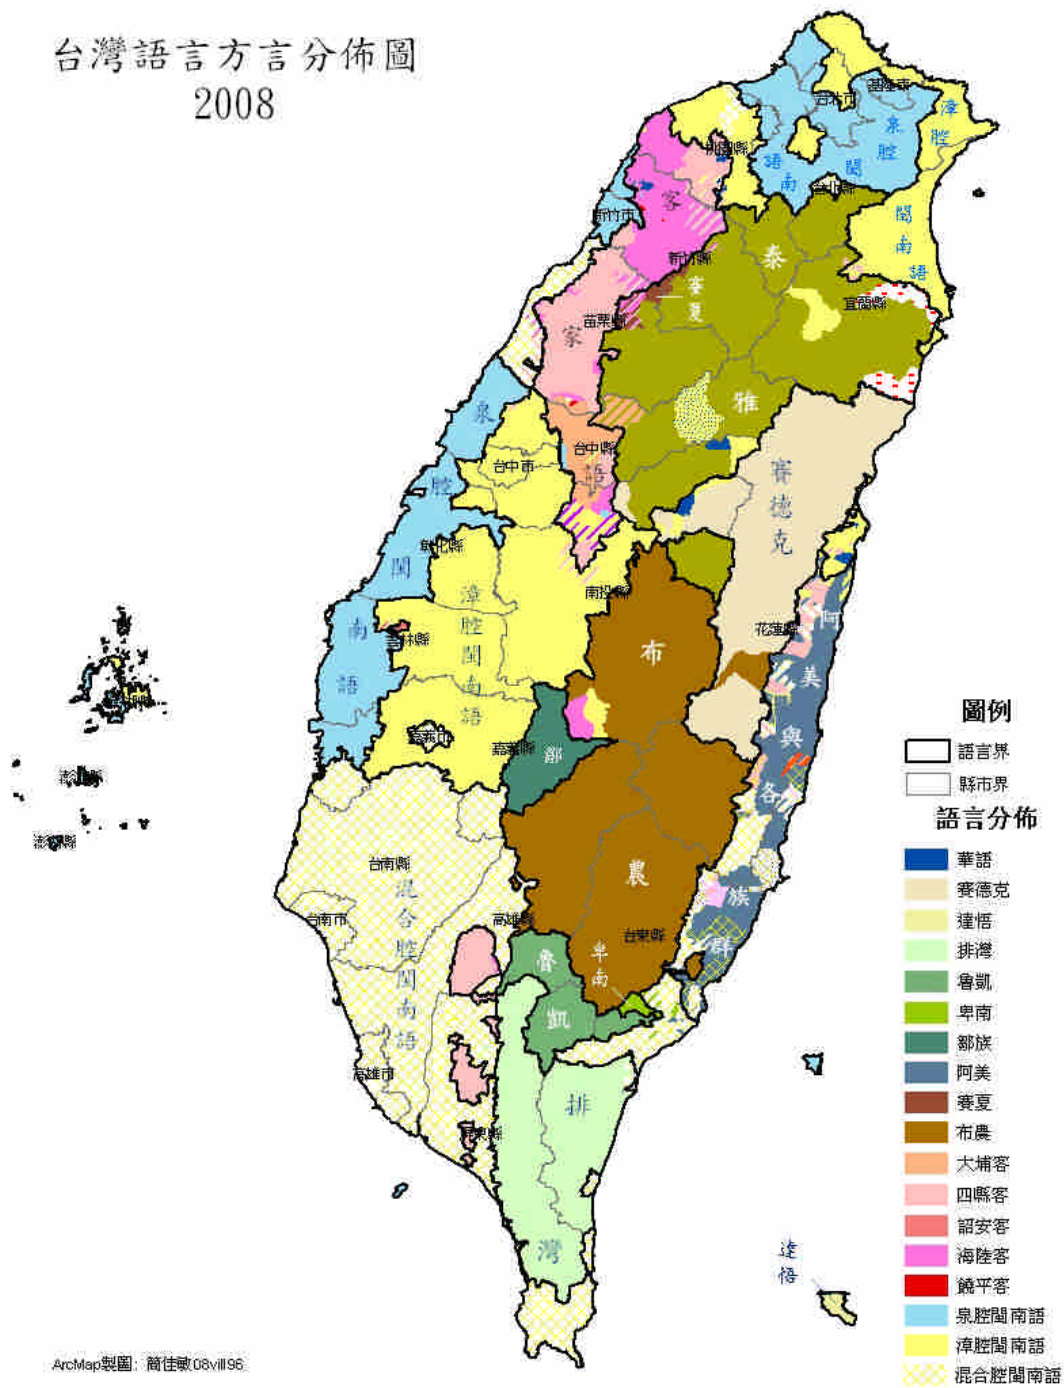 台灣語言方言分佈圖
2008
基隆市
台北市
漳
腔
泉
腔
閩
南
語
桃園縣
台北縣
客
新竹市
閩
南
語
泰
新竹縣
賽
夏
宜蘭縣
苗栗縣
家
雅
泉
台中縣
語
台中市
賽
德
克
腔
彰化縣
閩
南投縣
漳
腔
閩
南
語
花蓮縣
阿
南
雲林縣
布
美
語
嘉義市
嘉義縣
鄒
與
各
澎湖縣
澎湖縣
台南縣
農
混
合
腔
閩
南
語
族
台南市
高雄縣
台東縣
群
魯
卑
南
凱
高雄市
排
屏東縣
灣
達
悟
圖例
語言界
縣市界
語言分佈
華語
賽德克
達悟
排灣
魯凱
卑南
鄒族
阿美
賽夏
布農
大埔客
四縣客
詔安客
海陸客
饒平客
泉腔閩南語
漳腔閩南語
混合腔閩南語
ArcMap製圖: 簡佳敏08viii96